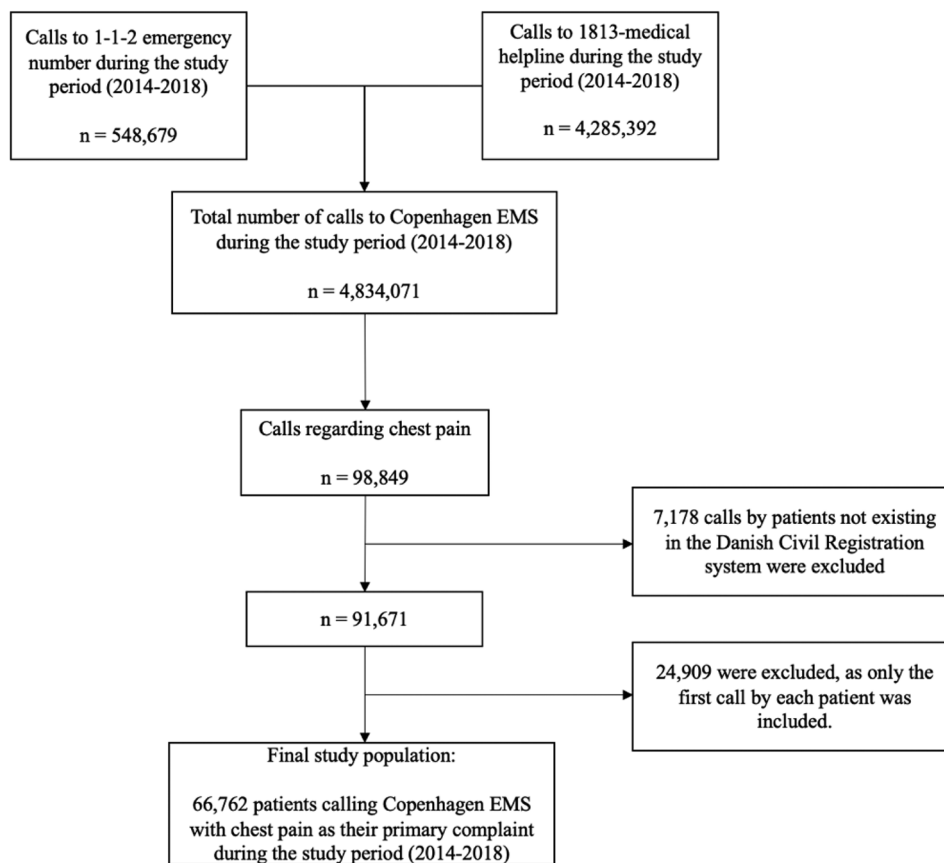 Calls to 1-1-2 emergency
number during the study
period (2014-2018)
n = 548,679
Calls to 1813-medical
helpline during the study
period (2014-2018)
n = 4,285,392
Total number of calls to Copenhagen EMS
during the study period (2014-2018)
n = 4,834,071
Calls regarding chest pain
n = 98,849
7,178 calls by patients not existing
in the Danish Civil Registration
system were excluded
n = 91,671
24,909 were excluded, as only the
first call by each patient was
included.
Final study population:
66,762 patients calling Copenhagen EMS
with chest pain as their primary complaint
during the study period (2014-2018)